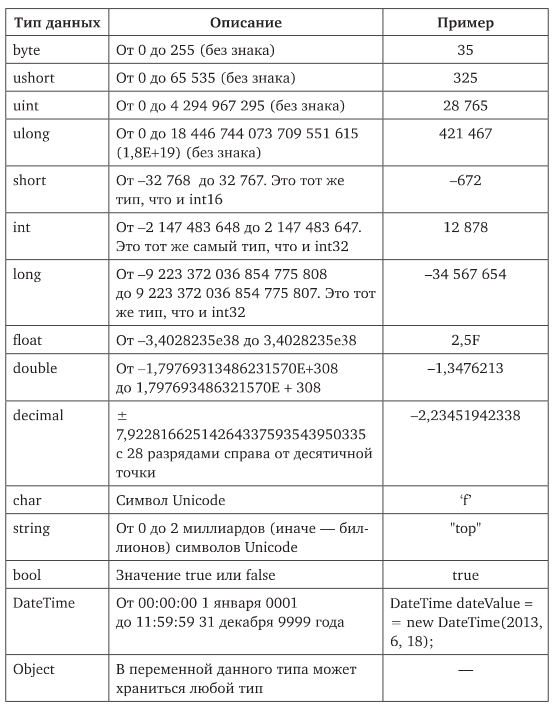 Тип данных Описание Пример
byte От 0 до 255 (без знака) 35
ushort От 0 до 65 535 (без знака) 325
uint От 0 до 4 294 967 295 (без знака) 28 765
ulong От 0 до 18 446 744 073 709 551 615 421 467
(1,8E+19) (без знака)
short От –32 768 до 32 767. Это тот же –672
тип, что и int16
int От –2 147 483 648 до 2 147 483 647. 12 878
Это тот же самый тип, что и int32
long От –9 223 372 036 854 775 808 –34 567 654
до 9 223 372 036 854 775 807. Это тот
же тип, что и int32
float От –3,4028235e38 до 3,4028235e38 2,5F
double От –1,79769313486231570E+308 –1,3476213
до 1,797693486321570E + 308
decimal ± –2,23451942338
7,9228166251426433759354395​0335
с 28 разрядами справа от десятичной
точки
char Символ Unicode ‘f’
string От 0 до 2 миллиардов (иначе — бил- "top"
лионов) символов Unicode
bool Значение true или false true
DateTime От 00:00:00 1 января 0001 DateTime dateValue =
до 11:59:59 31 декабря 9999 года = new DateTime(2013,
6, 18);
Object В переменной данного типа может —
храниться любой тип